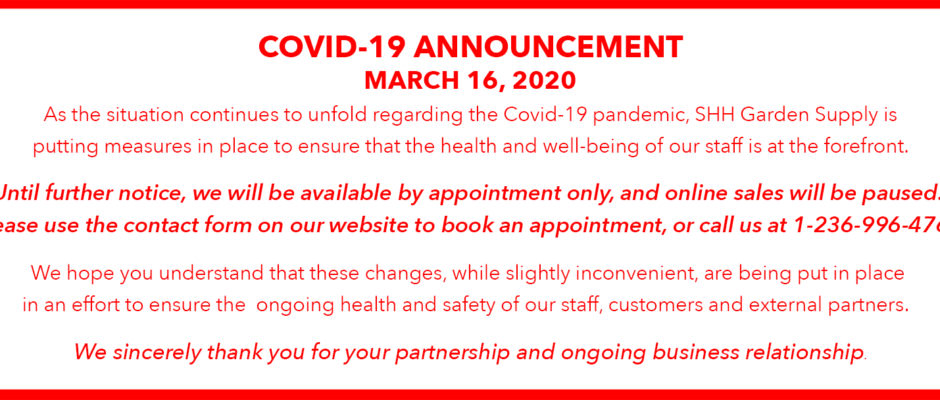 COVID-19 ANNOUNCEMENT
MARCH 16, 2020
As the situation continues to unfold regarding the Covid-19 pandemic, SHH Garden Supply is
putting measures in place to ensure that the health and well-being of our staff is at the forefront.
Until further notice, we will be available by appointment only, and online sales will be paused.
ease use the contact form on our website to book an appointment, or call us at 1-236-996-476
We hope you understand that these changes, while slightly inconvenient, are being put in place
in an effort to ensure the  ongoing health and safety of our staff, customers and external partners.
We sincerely thank you for your partnership and ongoing business relationship.